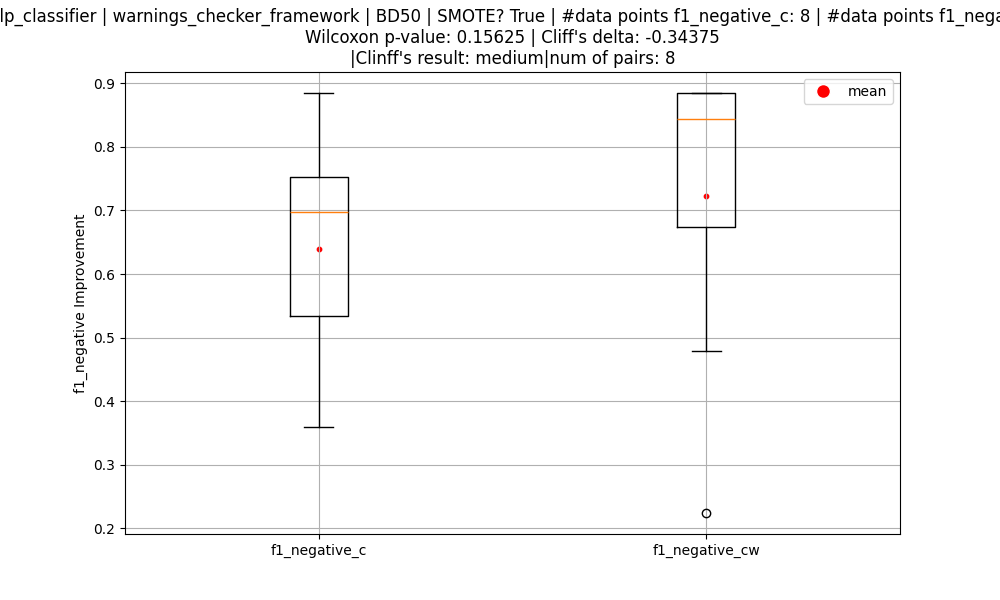 lp_classifier | warnings_checker_framework | BD50 | SMOTE? True | #data points f1_negative_c: 8 | #data points f1_nega
Wilcoxon p-value: 0.15625 | Cliff's delta: -0.34375
|Clinff's result: medium|num of pairs: 8
mean
0.9
0.8
0.7
0.6
0.5
0.4
0.3
0.2
f1_negative Improvement
f1_negative_c
f1_negative_cw